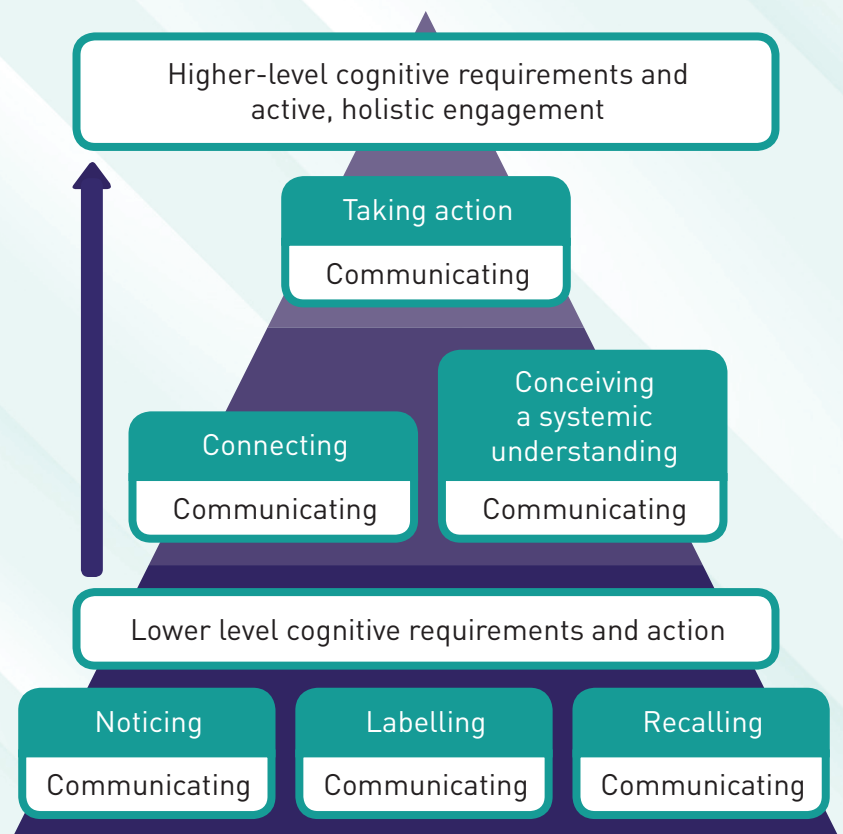 Higher-level cognitive requirements and
active, holistic engagement
Taking action
Communicating
Connecting
Communicating
Conceiving
a systemic
understanding
Communicating
Lower level cognitive requirements and action
Noticing
Communicating
Labelling
Communicating
Recalling
Communicating